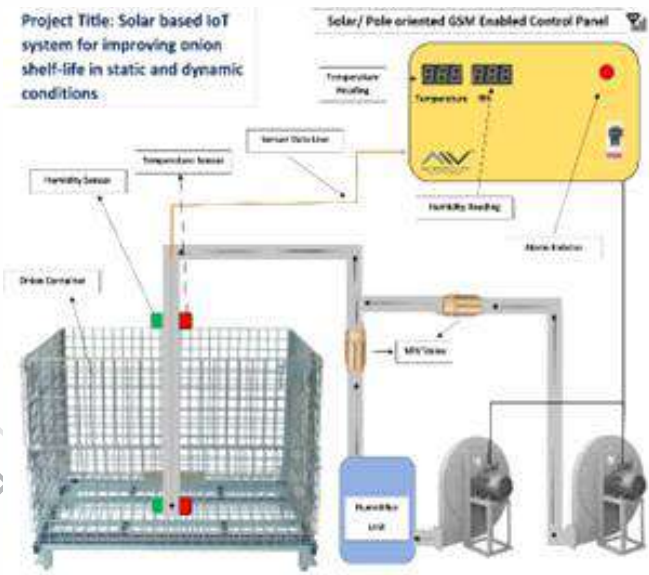 Project Title: Solar based IoT
system for improving onion
shelf-life in static and dynamic
conditions
Solar/ Pole oriented GSM Enabled Control Panel
Temperature
Reading
Temperature RH
Sensor Data Line
Temperature Sensor
Humidity Sensor
Humidity Reading
Alarm
Onion Container
Valve
Humidifier
Unit